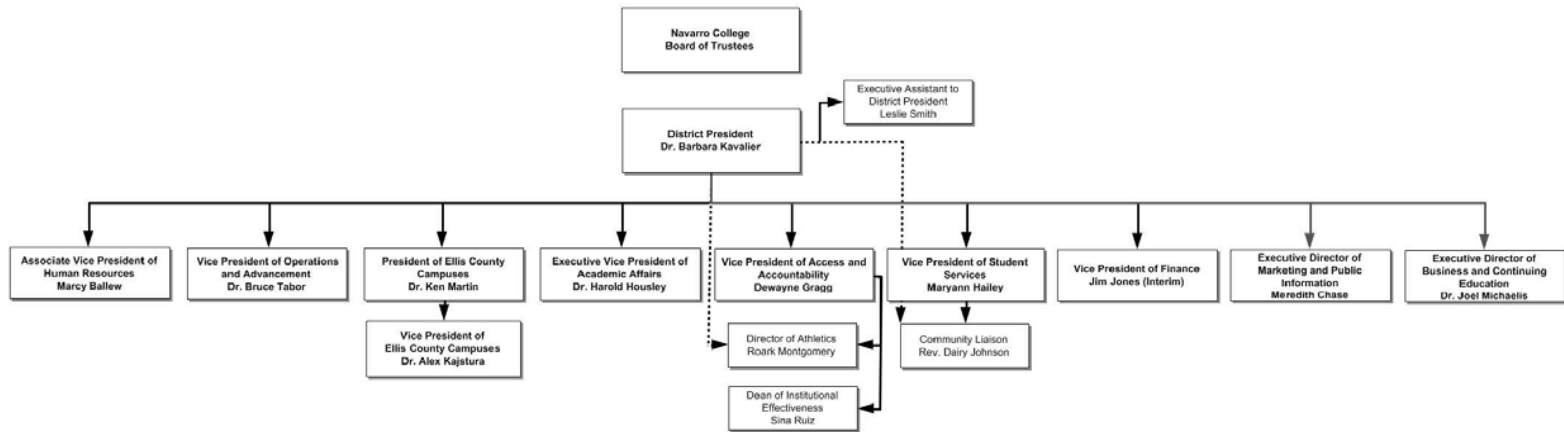 Navarro College
Board of Trustees
Executive Assistant to
District President
Leslie Smith
District President
Dr. Barbara Kavalier
Associate Vice President of
Human Resources
Marcy Ballew
Vice President of Operations
and Advancement
Dr. Bruce Tabor
President of Ellis County
Campuses
Dr. Ken Martin
Executive Vice President of
Academic Affairs
Dr. Harold Housley
Vice President of Access and
Accountability
Dewayne Gragg
Vice President of Student
Services
Maryann Hailey
Vice President of Finance
Jim Jones (Interim)
Executive Director of
Marketing and Public
Information
Meredith Chase
Executive Director of
Business and Continuing
Education
Dr. Joel Michaelis
Vice President of
Ellis County Campuses
Dr. Alex Kajstura
Director of Athletics
Roark Montgomery
Community Liaison
Rev. Dairy Johnson
Dean of Institutional
Effectiveness
Sina Ruiz